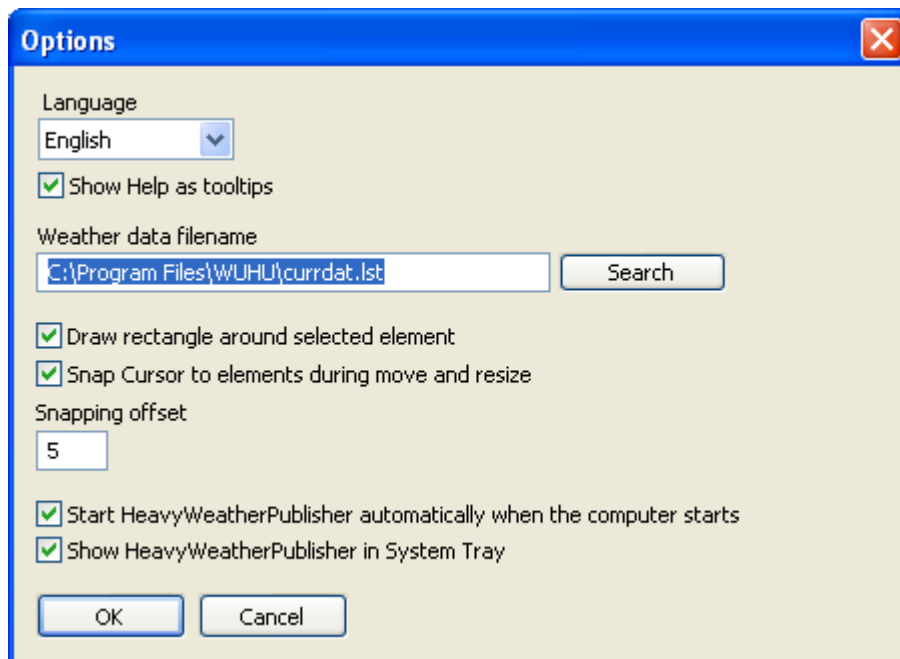 Options
Language
English
Show Help as tooltips
Weather data filename
C:\Program Files\WUHU\currdat.lst
Search
Draw rectangle around selected element
Snap Cursor to elements during move and resize
Snapping offset
5
Start HeavyWeatherPublisher automatically when the computer starts
Show HeavyWeatherPublisher in System Tray
OK
Cancel